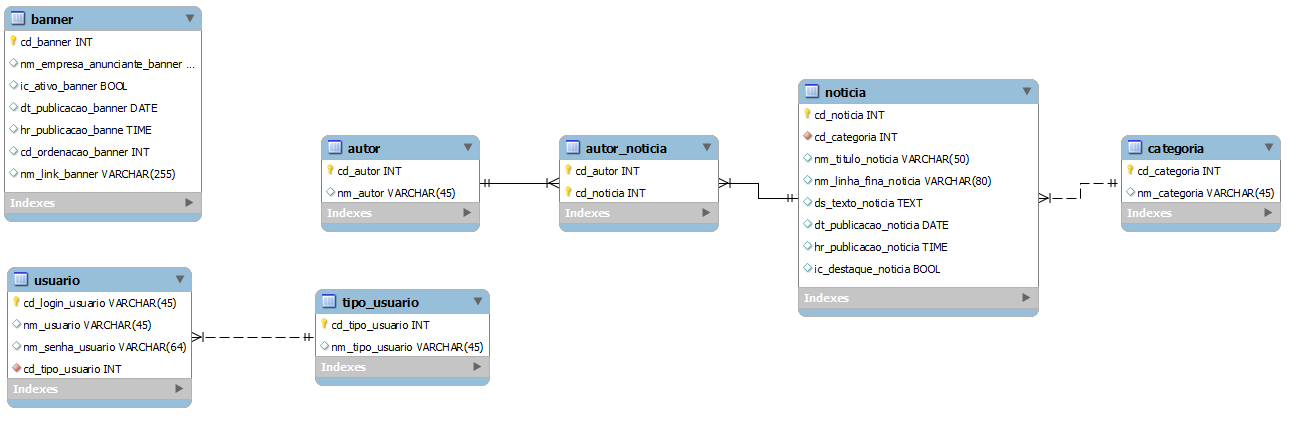 banner
cd_banner INT
nm_empresa_anunciante_banner ...
ic_ativo_banner BOOL
dt_publicacao_banner DATE
hr_publicacao_banne TIME
cd_ordenacao_banner INT
nm_link_banner VARCHAR(255)
Indexes
autor
cd_autor INT
nm_autor VARCHAR(45)
Indexes
autor_noticia
cd_autor INT
cd_noticia INT
Indexes
noticia
cd_noticia INT
cd_categoria INT
nm_titulo_noticia VARCHAR(50)
nm_linha_fina_noticia VARCHAR(80)
ds_texto_noticia TEXT
dt_publicacao_noticia DATE
hr_publicacao_noticia TIME
ic_destaque_noticia BOOL
Indexes
categoria
cd_categoria INT
nm_categoria VARCHAR(45)
Indexes
usuario
cd_login_usuario VARCHAR(45)
nm_usuario VARCHAR(45)
nm_senha_usuario VARCHAR(64)
cd_tipo_usuario INT
Indexes
tipo_usuario
cd_tipo_usuario INT
nm_tipo_usuario VARCHAR(45)
Indexes